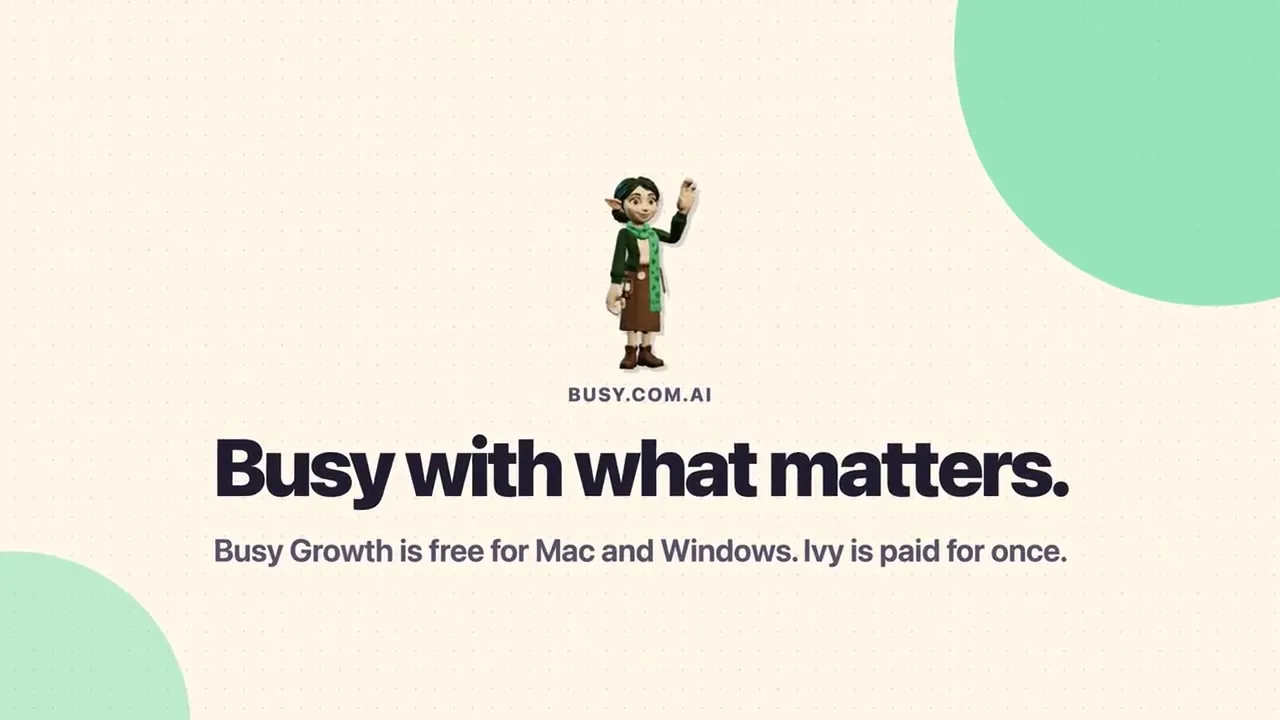 BUSY.COM.AI
Busy with what matters.
Busy Growth is free for Mac and Windows. Ivy is paid for once.